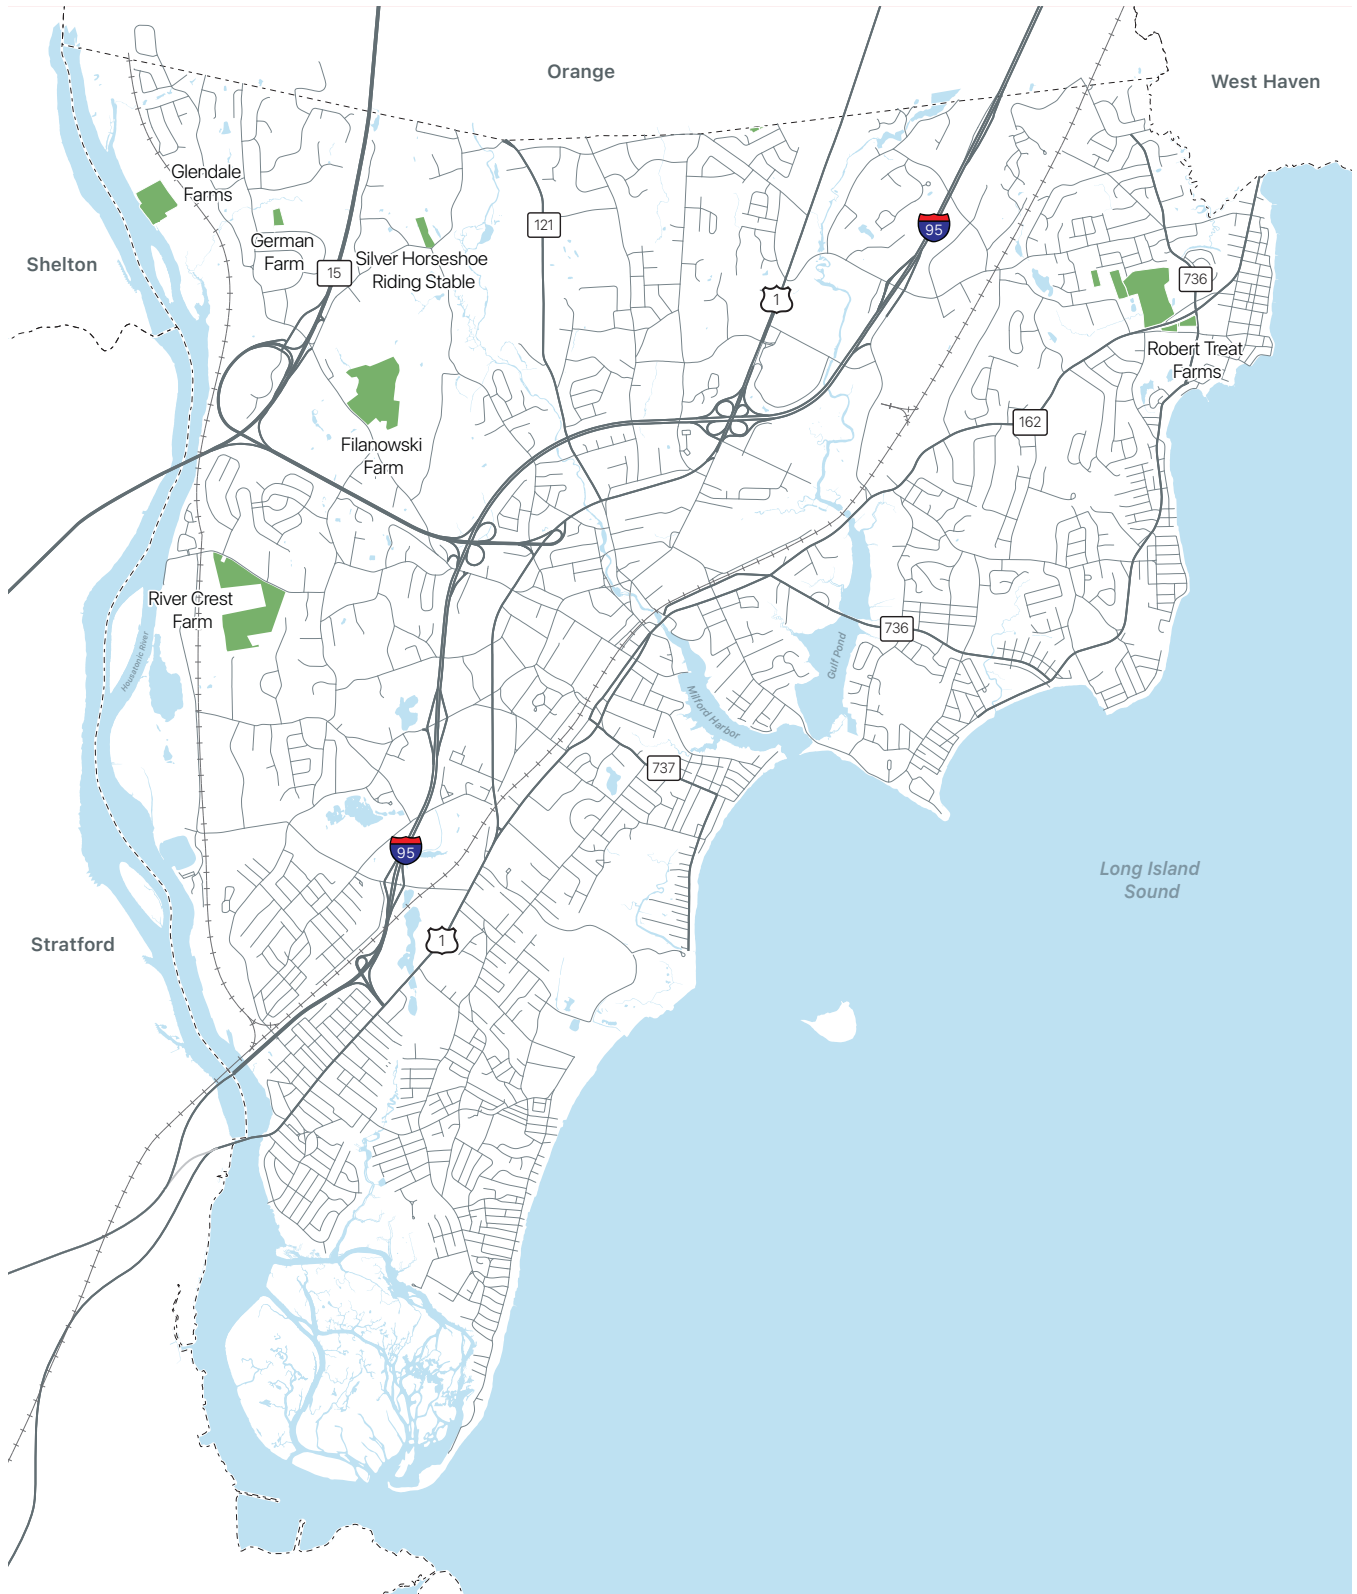 Orange
West Haven
Glendale
Farms
121
95
German
Farm
Silver Horseshoe
Riding Stable
Shelton
15
736
1
Robert Treat
Farms
162
Filanowski
Farm
River Crest
Farm
Housatonic River
736
Gulf Pond
Milford Harbor
737
95
Long Island
Sound
1
Stratford